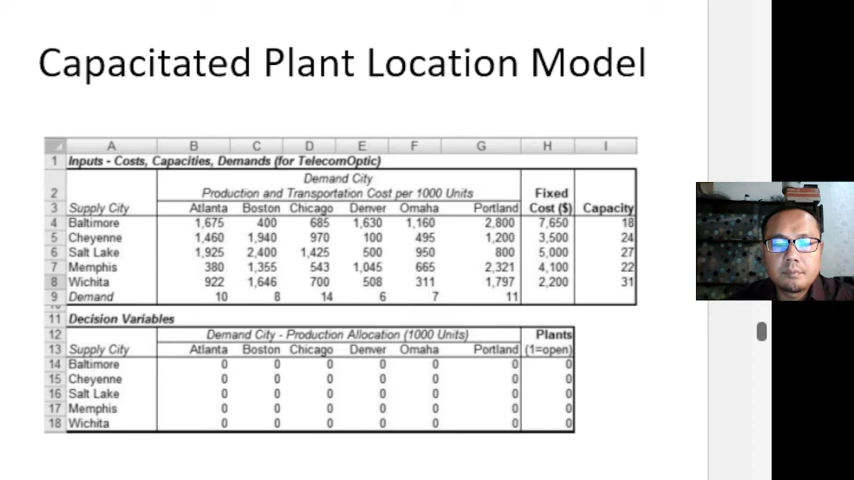 Capacitated Plant Location Model
A B C D E F G H I
1 Inputs - Costs, Capacities, Demands (for TelecomOptic)
Demand City
2 Production and Transportation Cost per 1000 Units Fixed
3 Supply City Atlanta Boston Chicago Denver Omaha Portland Cost ($) Capacity
4 Baltimore 1,675 400 685 1,630 1,160 2,800 7,650 18
5 Cheyenne 1,460 1,940 970 100 495 1,200 3,500 24
6 Salt Lake 1,925 2,400 1,425 500 950 800 5,000 27
7 Memphis 380 1,355 543 1,045 665 2,321 4,100 22
8 Wichita 922 1,646 700 508 311 1,797 2,200 31
9 Demand 10 8 14 6 7 11
11 Decision Variables
12 Demand City - Production Allocation (1000 Units) Plants
13 Supply City Atlanta Boston Chicago Denver Omaha Portland (1=open)
14 Baltimore 0 0 0 0 0 0 0
15 Cheyenne 0 0 0 0 0 0 0
16 Salt Lake 0 0 0 0 0 0 0
17 Memphis 0 0 0 0 0 0 0
18 Wichita 0 0 0 0 0 0 0